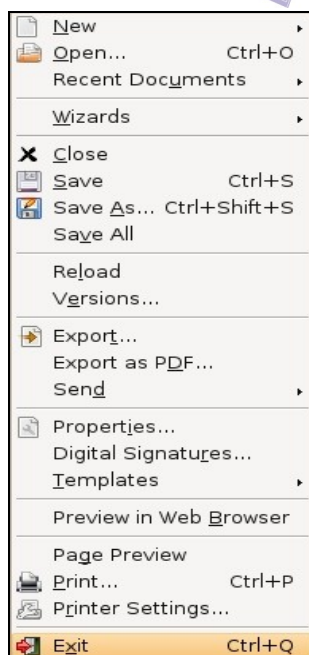 New
Open... Ctrl+O
Recent Documents
Wizards
Close
Save Ctrl+S
Save As... Ctrl+Shift+S
Save All
Reload
Versions...
Export...
Export as PDF...
Send
Properties...
Digital Signatures...
Templates
Preview in Web Browser
Page Preview
Print... Ctrl+P
Printer Settings...
Exit Ctrl+Q